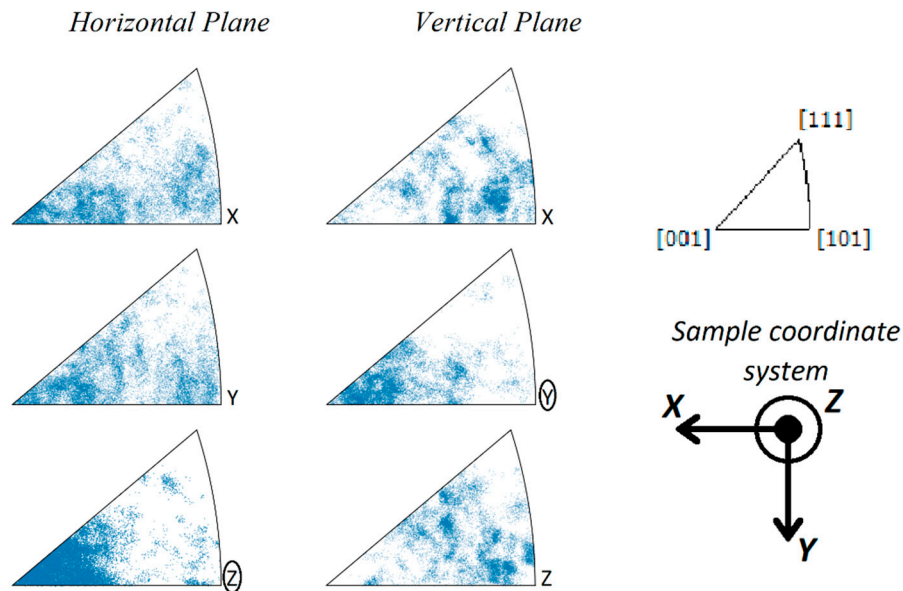 Horizontal Plane
Vertical Plane
X
X
[111]
[001]
[101]
Y
Y
Sample coordinate
system
X
Z
Y
Z
Z